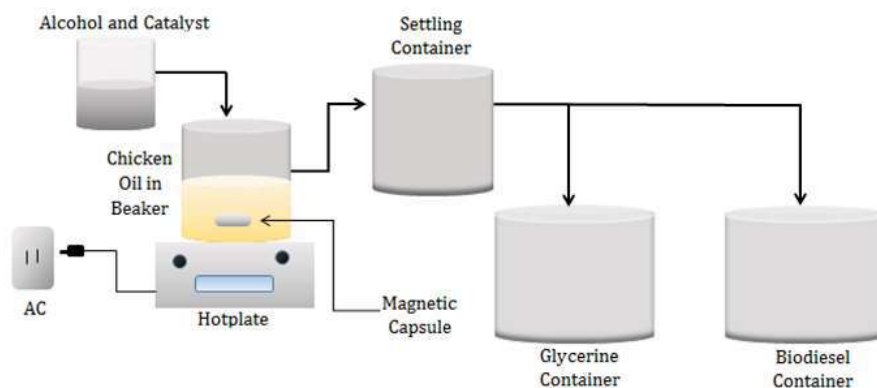 Alcohol and Catalyst
Settling
Container
Chicken
Oil in
Beaker
AC
Hotplate
Magnetic
Capsule
Glycerine
Container
Biodiesel
Container